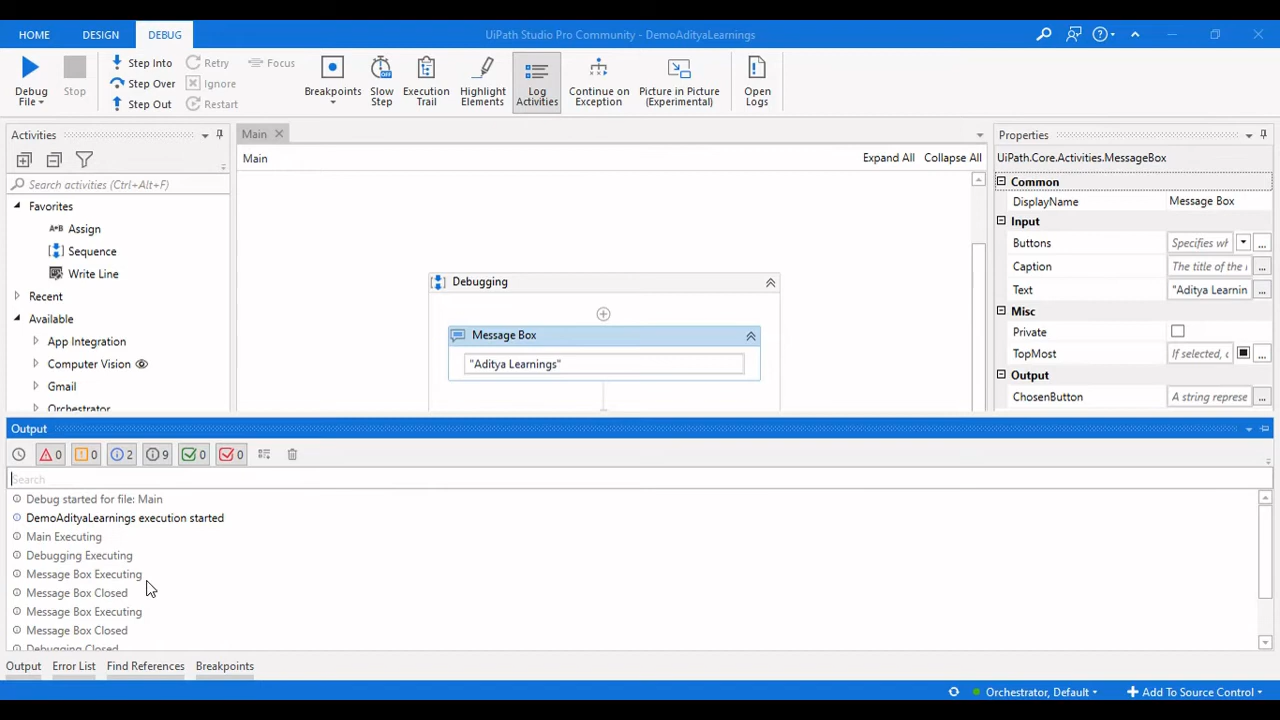 HOME DESIGN DEBUG UiPath Studio Pro Community - DemoAdityaLearnings
Debug File
Stop
Step Into
Step Over
Step Out
Retry
Ignore
Restart
Focus
Breakpoints
Slow Step
Execution Trail
Highlight Elements
Log Activities
Continue on Exception
Picture in Picture (Experimental)
Open Logs
Activities
Search activities (Ctrl+Alt+F)
Favorites
Assign
Sequence
Write Line
Recent
Available
App Integration
Computer Vision
Gmail
Orchestrator
Main
Main Expand All Collapse All
Debugging
Message Box
"Aditya Learnings"
Properties
UiPath.Core.Activities.MessageBox
Common
DisplayName Message Box
Input
Buttons Specifies wh
Caption The title of the
Text "Aditya Learnin ...
Misc
Private
TopMost If selected, ...
Output
ChosenButton A string represe ...
Output
0 0 2 9 0 0
Search
Debug started for file: Main
DemoAdityaLearnings execution started
Main Executing
Debugging Executing
Message Box Executing
Message Box Closed
Message Box Executing
Message Box Closed
Debugging Closed
Output Error List Find References Breakpoints
Orchestrator, Default Add To Source Control